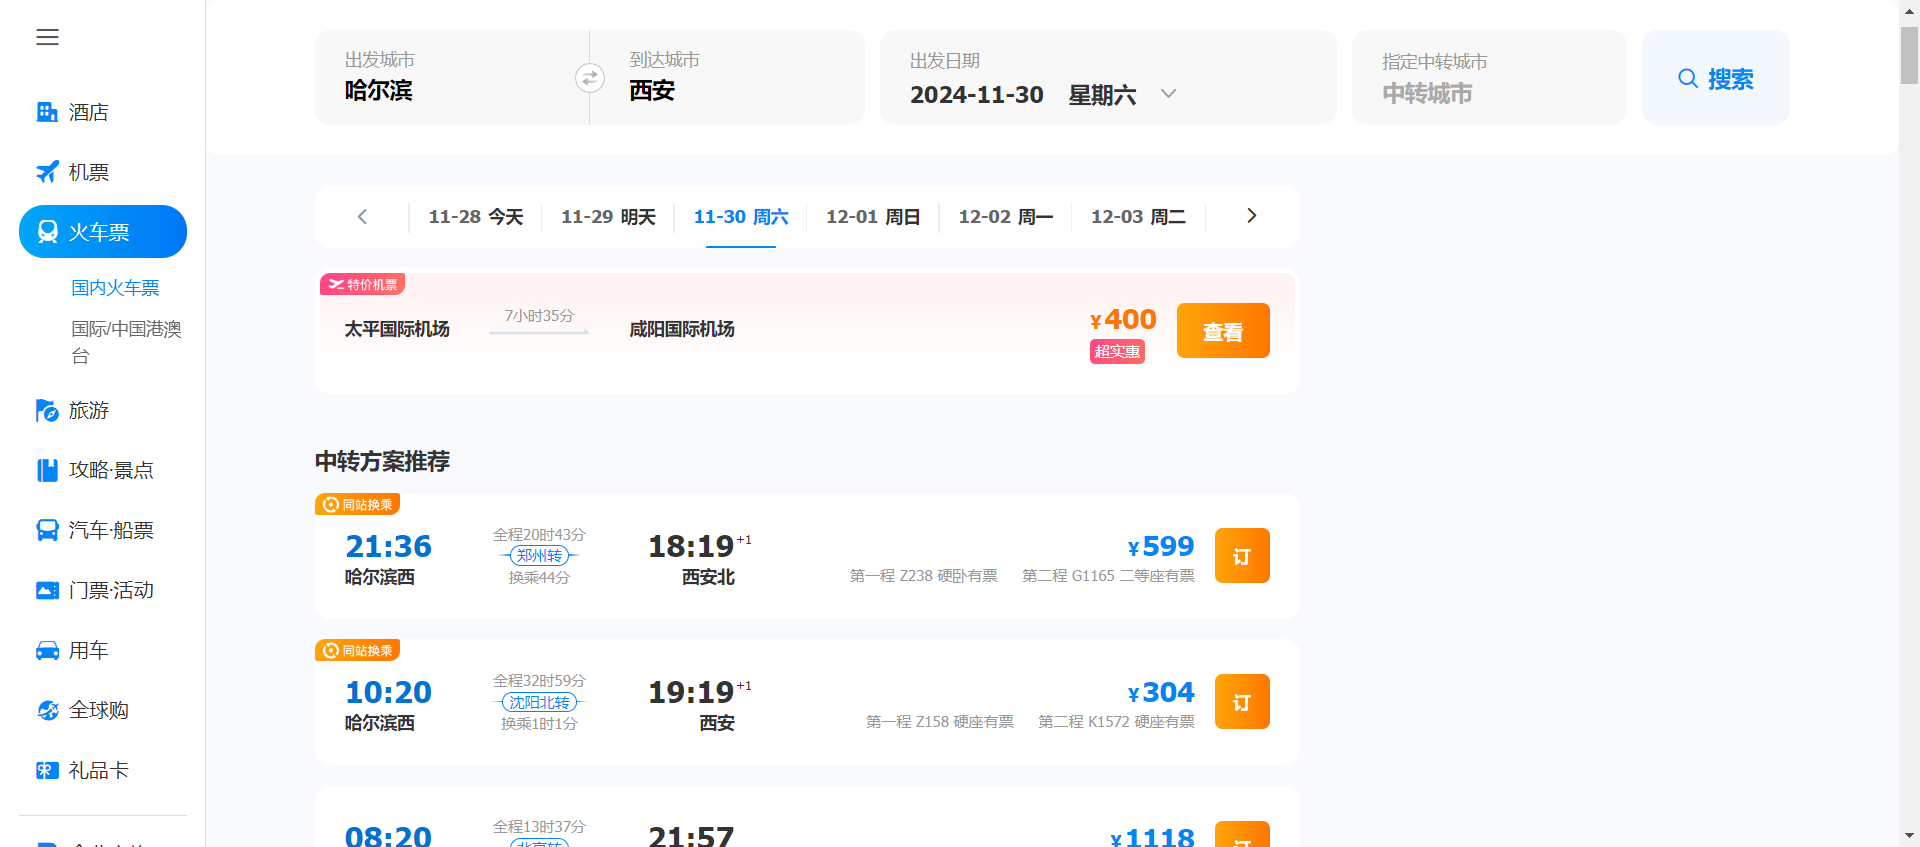 酒店
机票
火车票
国内火车票
国际/中国港澳
台
旅游
攻略·景点
汽车·船票
门票·活动
用车
全球购
礼品卡
出发城市
哈尔滨
到达城市
西安
出发日期
2024-11-30 星期六
指定中转城市
中转城市
搜索
11-28 今天
11-29 明天
11-30 周六
12-01 周日
12-02 周一
12-03 周二
特价机票
太平国际机场
7小时35分
咸阳国际机场
¥400
超实惠
查看
中转方案推荐
同站换乘
21:36
哈尔滨西
全程20时43分
郑州转
换乘44分
18:19+1
西安北
¥599
第一程 Z238 硬卧有票 第二程 G1165 二等座有票
订
同站换乘
10:20
哈尔滨西
全程32时59分
沈阳北转
换乘1时1分
19:19+1
西安
¥304
第一程 Z158 硬座有票 第二程 K1572 硬座有票
订
08:20
全程13时37分
北京转
21:57
¥1118
订